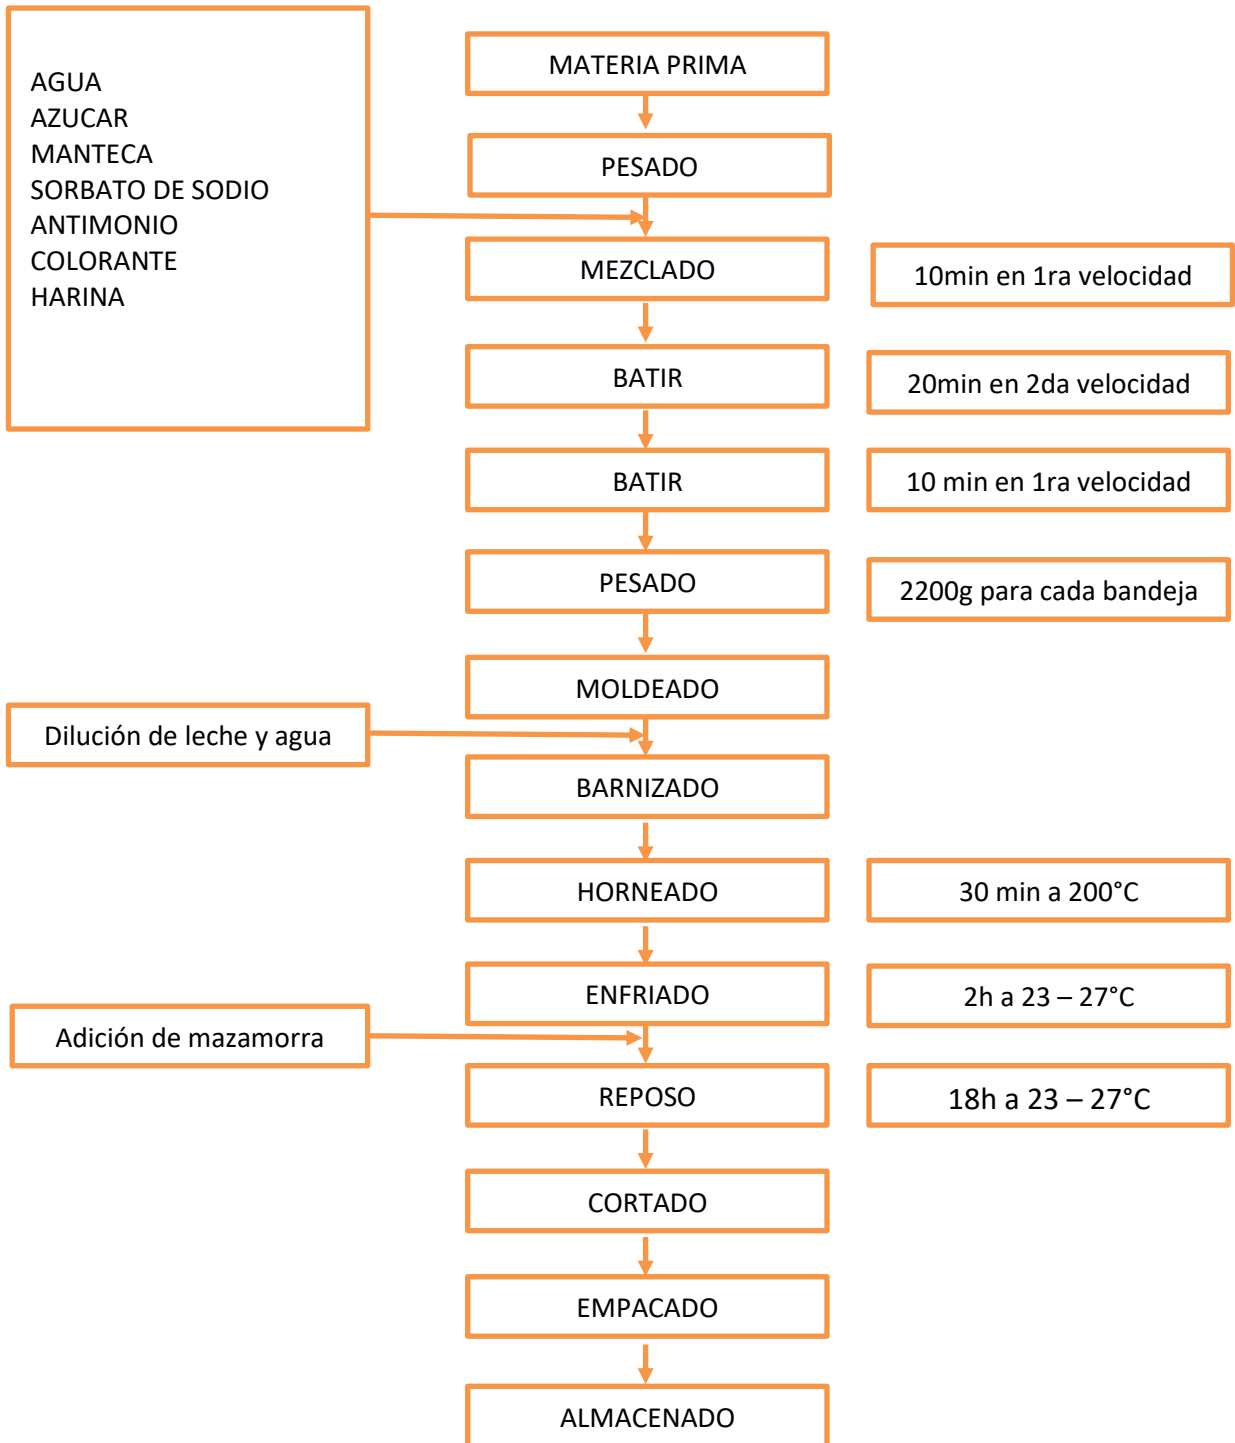 AGUA
AZUCAR
MANTECA
SORBATO DE SODIO
ANTIMONIO
COLORANTE
HARINA
MATERIA PRIMA
PESADO
MEZCLADO
10min en 1ra velocidad
BATIR
20min en 2da velocidad
BATIR
10 min en 1ra velocidad
PESADO
2200g para cada bandeja
MOLDEADO
Dilución de leche y agua
BARNIZADO
HORNEADO
30 min a 200°C
ENFRIADO
2h a 23 – 27°C
Adición de mazamorra
REPOSO
18h a 23 – 27°C
CORTADO
EMPACADO
ALMACENADO